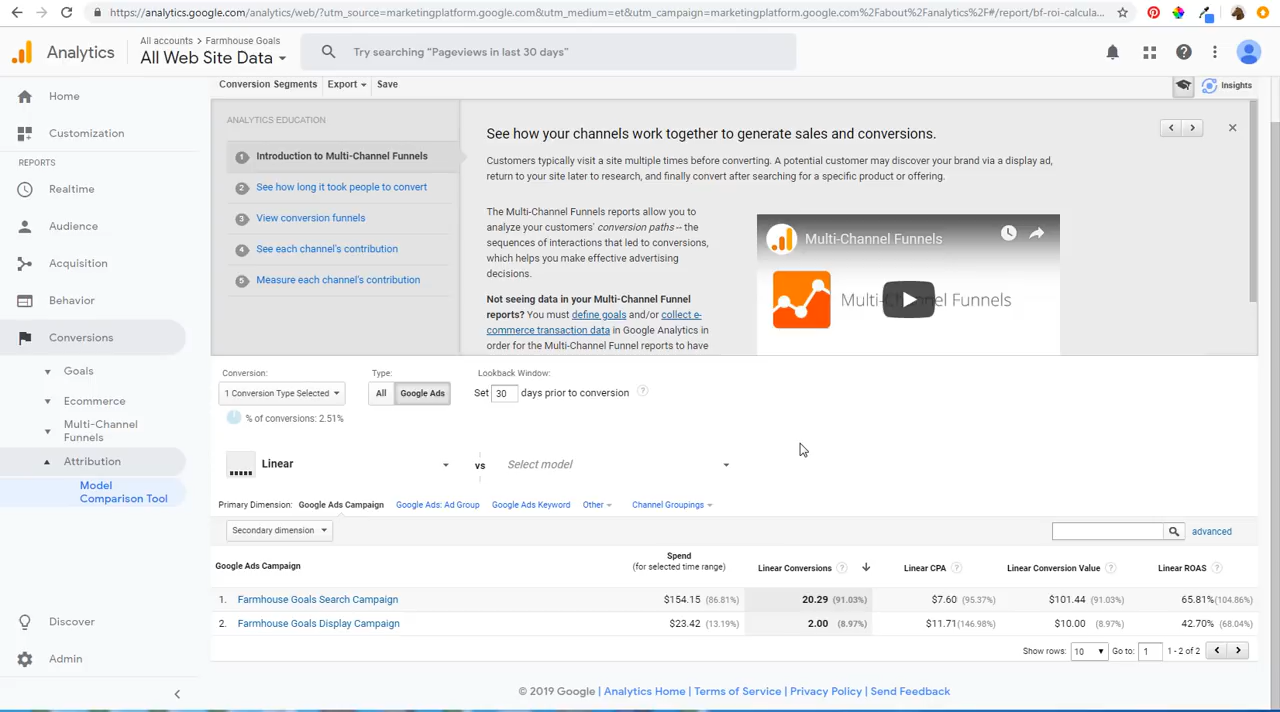 https://analytics.google.com/analytics/web/?utm_source=marketingplatform.google.com&utm_medium=et&utm_campaign=marketingplatform.google.com%2Fabout%2Fanalytics%2F#/report/bf-roi-calcula...
Analytics
All accounts > Farmhouse Goals
All Web Site Data
Try searching “Pageviews in last 30 days”
Home
Customization
REPORTS
Realtime
Audience
Acquisition
Behavior
Conversions
Goals
Ecommerce
Multi-Channel
Funnels
Attribution
Model
Comparison Tool
Discover
Admin
Conversion Segments Export Save
Insights
ANALYTICS EDUCATION
1 Introduction to Multi-Channel Funnels
2 See how long it took people to convert
3 View conversion funnels
4 See each channel's contribution
5 Measure each channel's contribution
See how your channels work together to generate sales and conversions.
Customers typically visit a site multiple times before converting. A potential customer may discover your brand via a display ad,
return to your site later to research, and finally convert after searching for a specific product or offering.
The Multi-Channel Funnels reports allow you to
analyze your customers' conversion paths -- the
sequences of interactions that led to conversions,
which helps you make effective advertising
decisions.
Not seeing data in your Multi-Channel Funnel
reports? You must define goals and/or collect e-
commerce transaction data in Google Analytics in
order for the Multi-Channel Funnel reports to have
Multi-Channel Funnels
Multi-Channel Funnels
Conversion: Type: Lookback Window:
1 Conversion Type Selected All Google Ads Set 30 days prior to conversion ?
% of conversions: 2.51%
Linear vs Select model
Primary Dimension: Google Ads Campaign Google Ads: Ad Group Google Ads Keyword Other Channel Groupings
Secondary dimension advanced
Google Ads Campaign Spend (for selected time range) Linear Conversions ? Linear CPA ? Linear Conversion Value ? Linear ROAS ?
1. Farmhouse Goals Search Campaign $154.15 (86.81%) 20.29 (91.03%) $7.60 (95.37%) $101.44 (91.03%) 65.81%(104.86%)
2. Farmhouse Goals Display Campaign $23.42 (13.19%) 2.00 (8.97%) $11.71(146.98%) $10.00 (8.97%) 42.70% (68.04%)
Show rows: 10 Go to: 1 1 - 2 of 2
© 2019 Google | Analytics Home | Terms of Service | Privacy Policy | Send Feedback